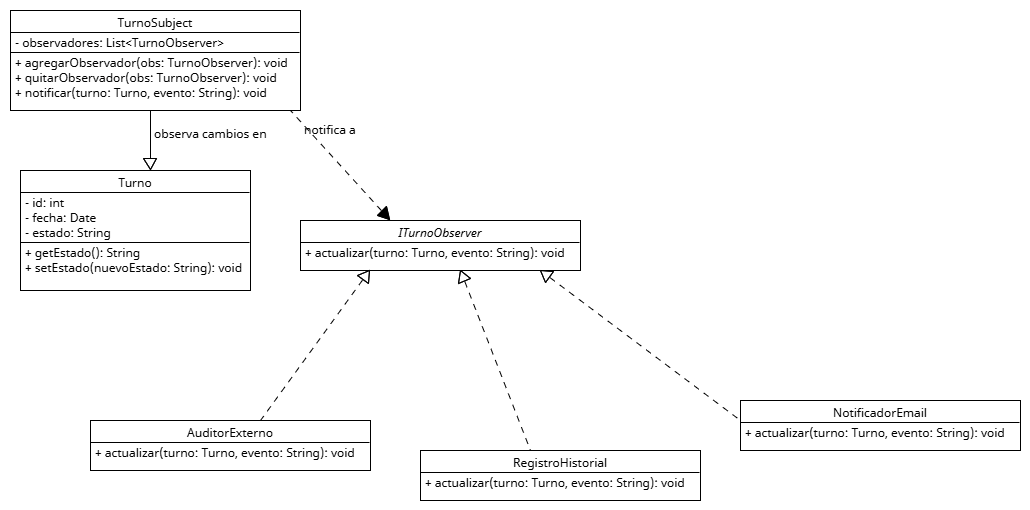 TurnoSubject
- observadores: List<TurnoObserver>
+ agregarObservador(obs: TurnoObserver): void
+ quitarObservador(obs: TurnoObserver): void
+ notificar(turno: Turno, evento: String): void
observa cambios en
notifica a
Turno
- id: int
- fecha: Date
- estado: String
+ getEstado(): String
+ setEstado(nuevoEstado: String): void
ITurnoObserver
+ actualizar(turno: Turno, evento: String): void
AuditorExterno
+ actualizar(turno: Turno, evento: String): void
RegistroHistorial
+ actualizar(turno: Turno, evento: String): void
NotificadorEmail
+ actualizar(turno: Turno, evento: String): void